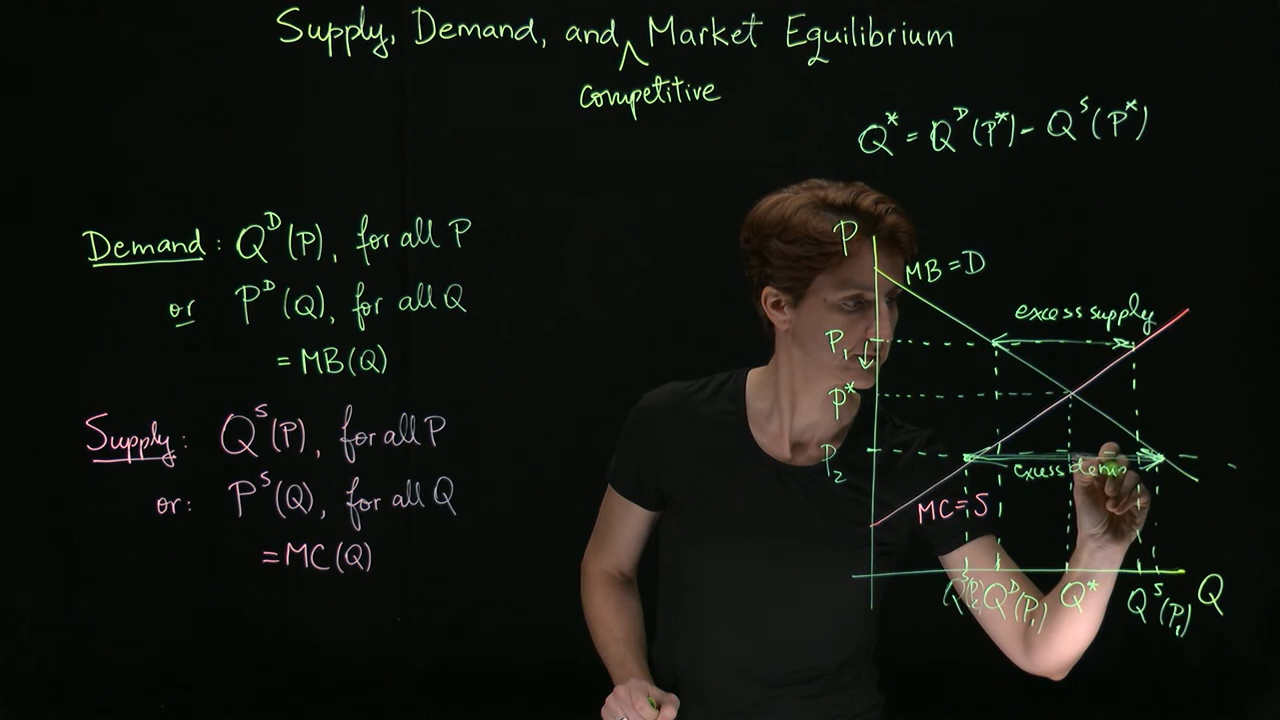 Supply, Demand, and Market Equilibrium
competitive
Q* = Q^D(P*) - Q^S(P*)
Demand: Q^D(P), for all P
or P^D(Q), for all Q
= MB(Q)
Supply: Q^S(P), for all P
or: P^S(Q), for all Q
= MC(Q)
P
MB = D
excess supply
P₁
P*
P₂
excess
MC = S
Q^D(P₁)
Q*
Q^S(P₁)
Q